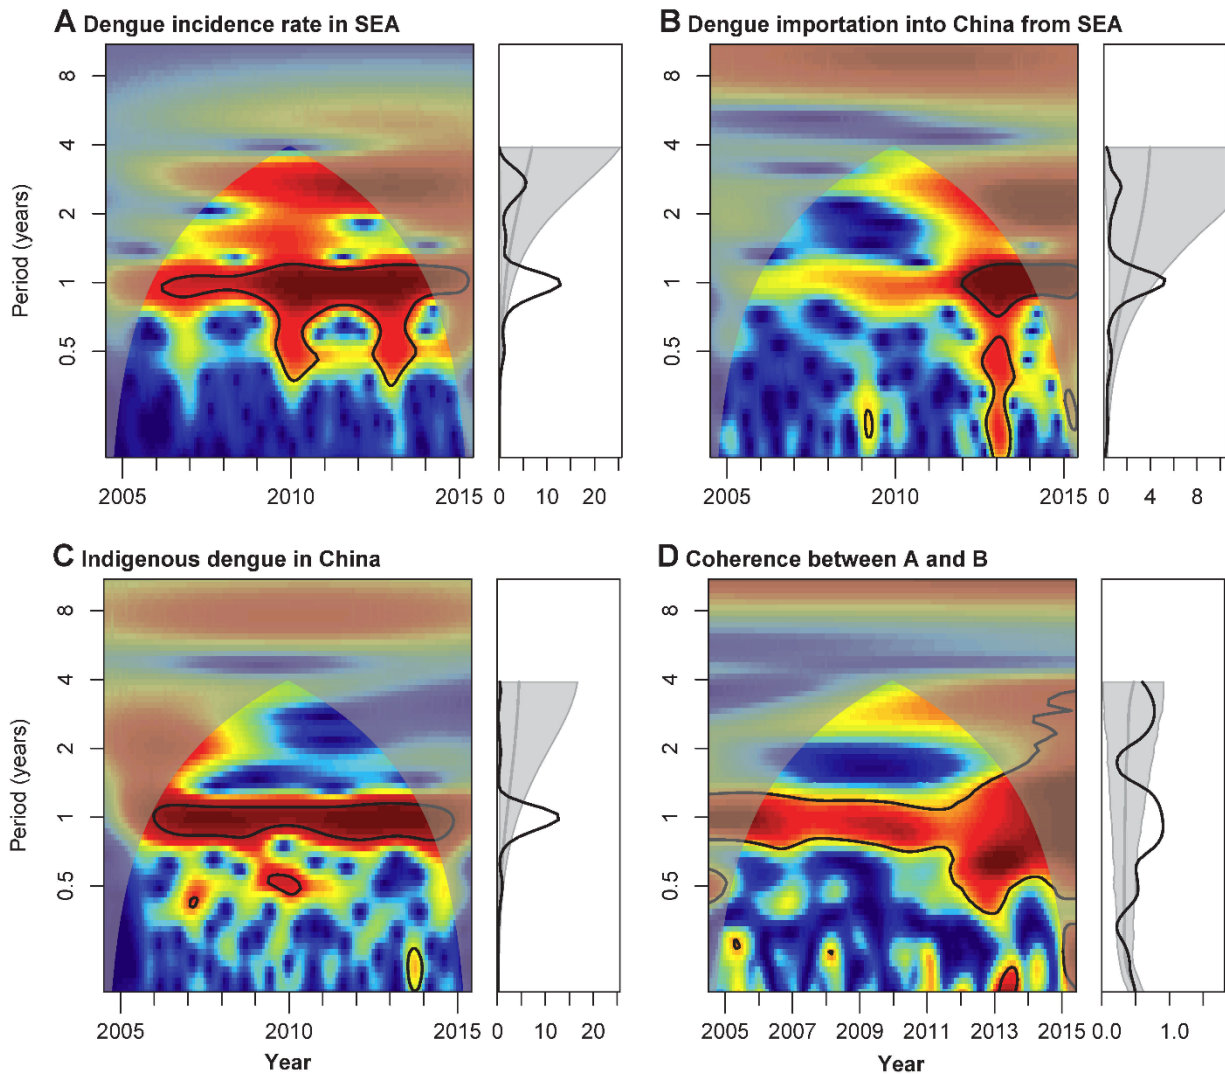 A Dengue incidence rate in SEA
B Dengue importation into China from SEA
Period (years)
8
4
2
1
0.5
2005 2010 2015
0 10 20
8
4
2
1
0.5
2005 2010 2015
0 4 8
C Indigenous dengue in China
D Coherence between A and B
Period (years)
8
4
2
1
0.5
2005 2010 2015
0 10 20
Year
8
4
2
1
0.5
2005 2007 2009 2011 2013 2015
0.0 1.0
Year